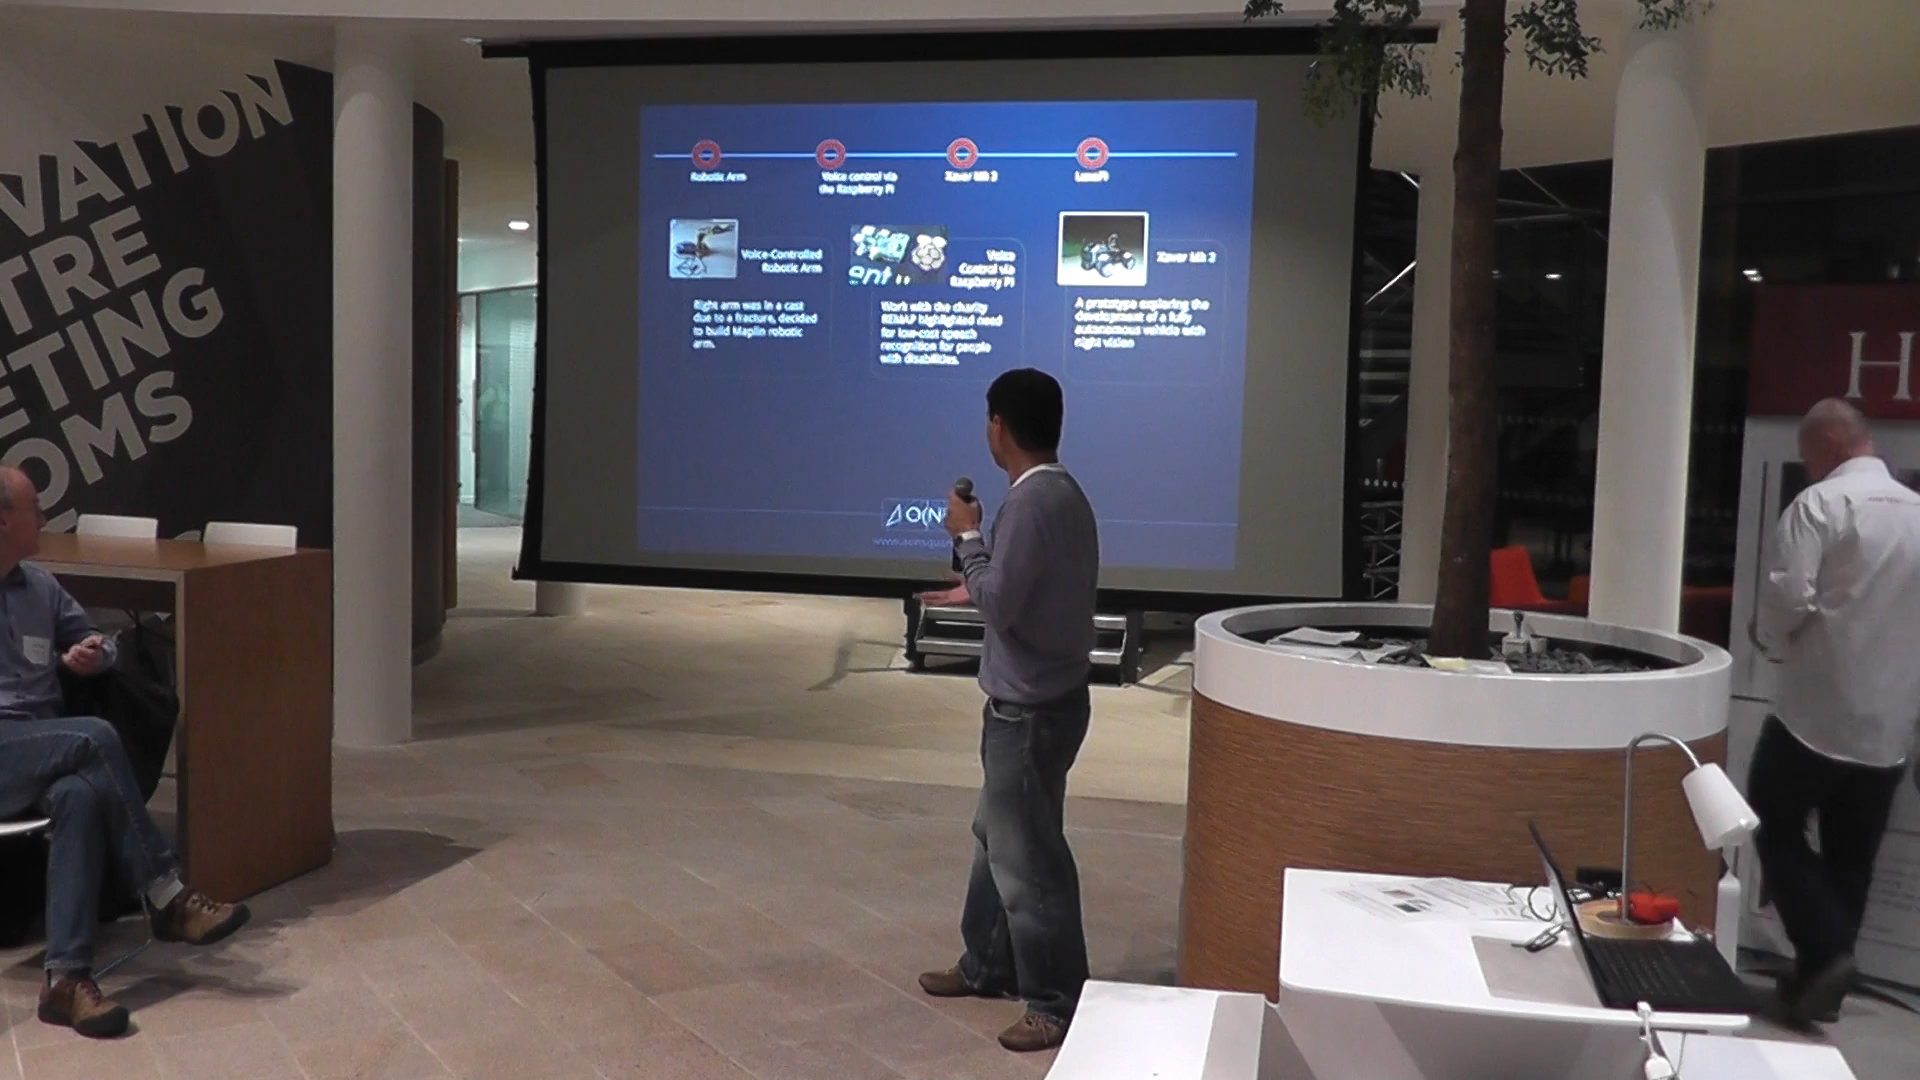 VATION
TRE
ETING
OOMS
Robotic Arm
Voice control via
the Raspberry Pi
Xaver Mk 2
LunaPi
Voice-Controlled
Robotic Arm
Right arm was in a cast
due to a fracture, decided
to build Maplin robotic
arm.
Voice
Control via
Raspberry Pi
Work with the charity
REMAP highlighted need
for low-cost speech
recognition for people
with disabilities.
Xaver Mk 2
A prototype exploring the
development of a fully
autonomous vehicle with
night vision
H